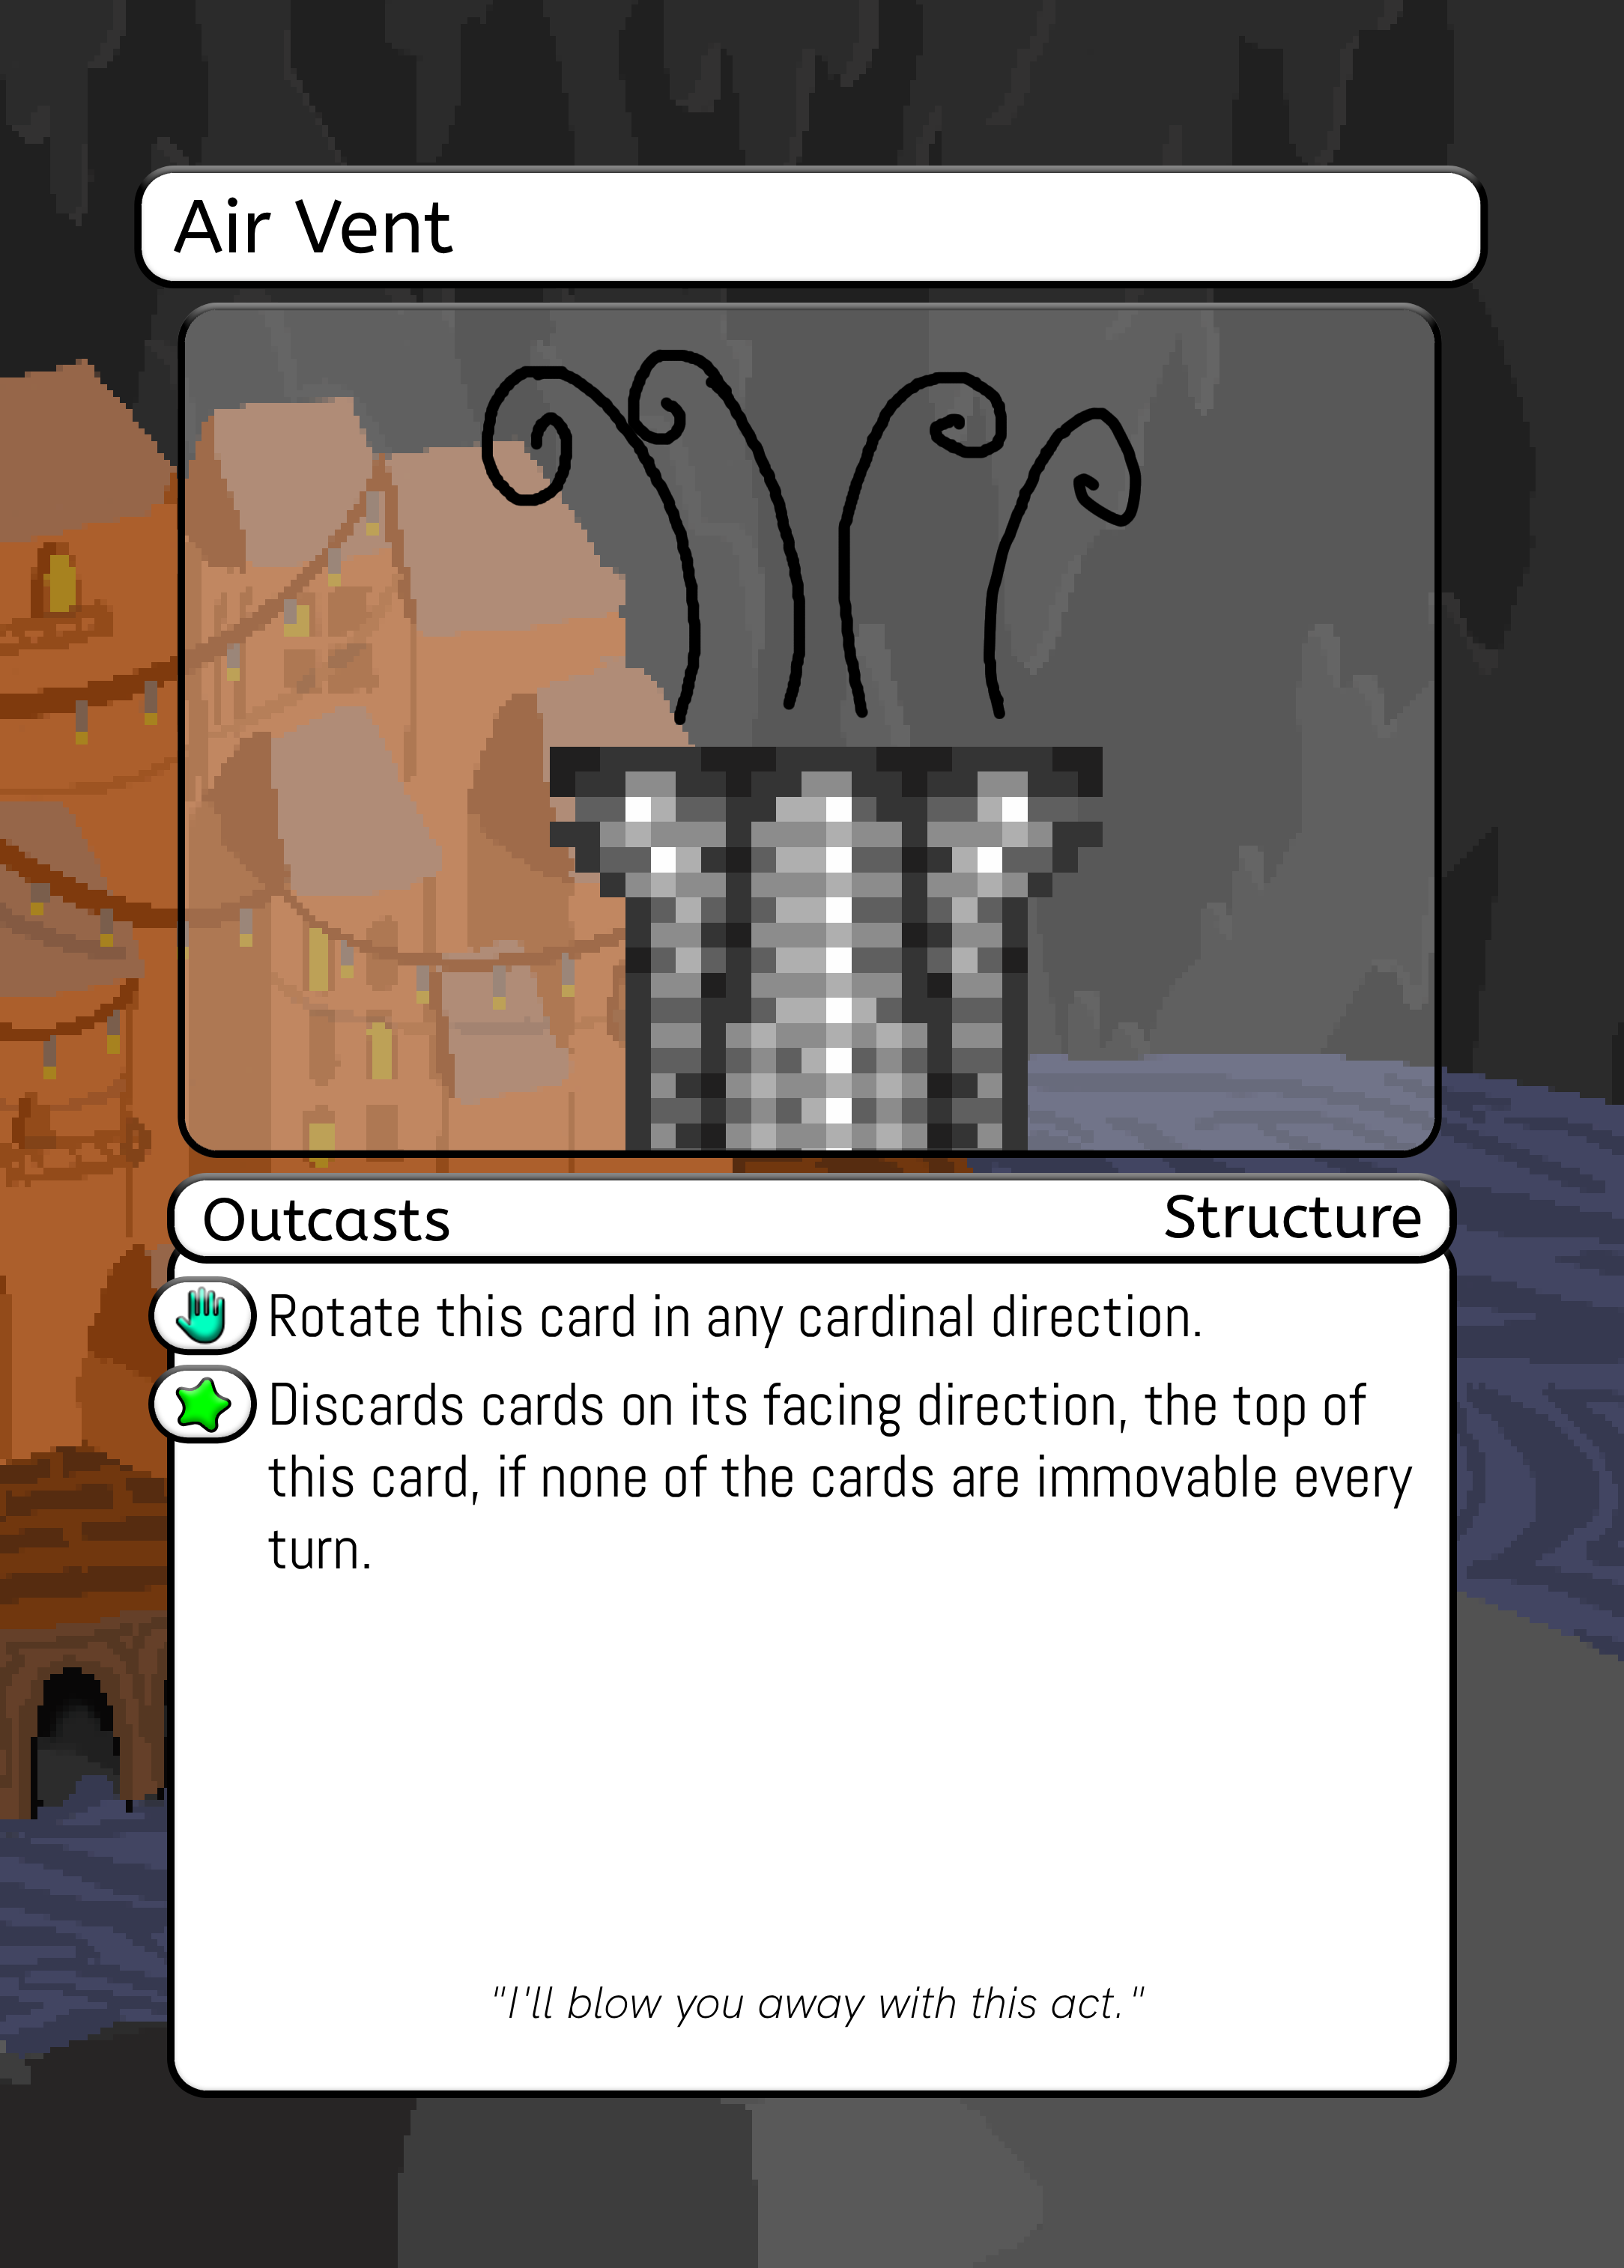 Air Vent
Outcasts
Structure
Rotate this card in any cardinal direction.
Discards cards on its facing direction, the top of
this card, if none of the cards are immovable every
turn.
"I'll blow you away with this act."